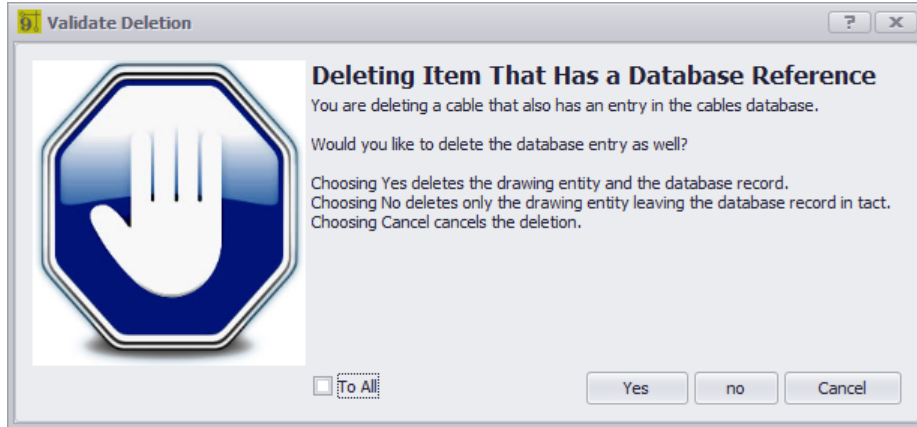 Validate Deletion
Deleting Item That Has a Database Reference
You are deleting a cable that also has an entry in the cables database.
Would you like to delete the database entry as well?
Choosing Yes deletes the drawing entity and the database record.
Choosing No deletes only the drawing entity leaving the database record in tact.
Choosing Cancel cancels the deletion.
To All
Yes
no
Cancel